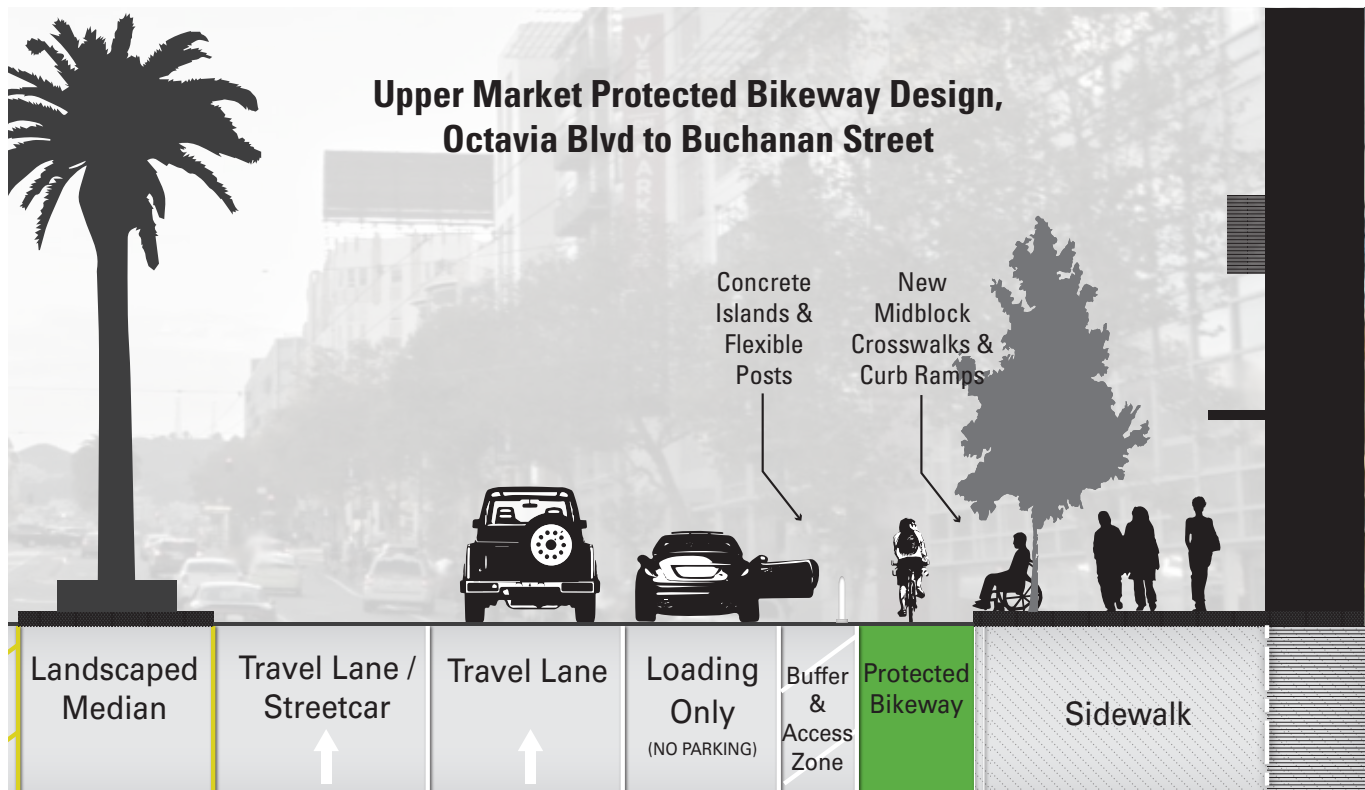 Upper Market Protected Bikeway Design,
Octavia Blvd to Buchanan Street
Concrete
Islands &
Flexible
Posts
New
Midblock
Crosswalks &
Curb Ramps
Landscaped
Median
Travel Lane /
Streetcar
Travel Lane
Loading
Only
(NO PARKING)
Buffer
&
Access
Zone
Protected
Bikeway
Sidewalk